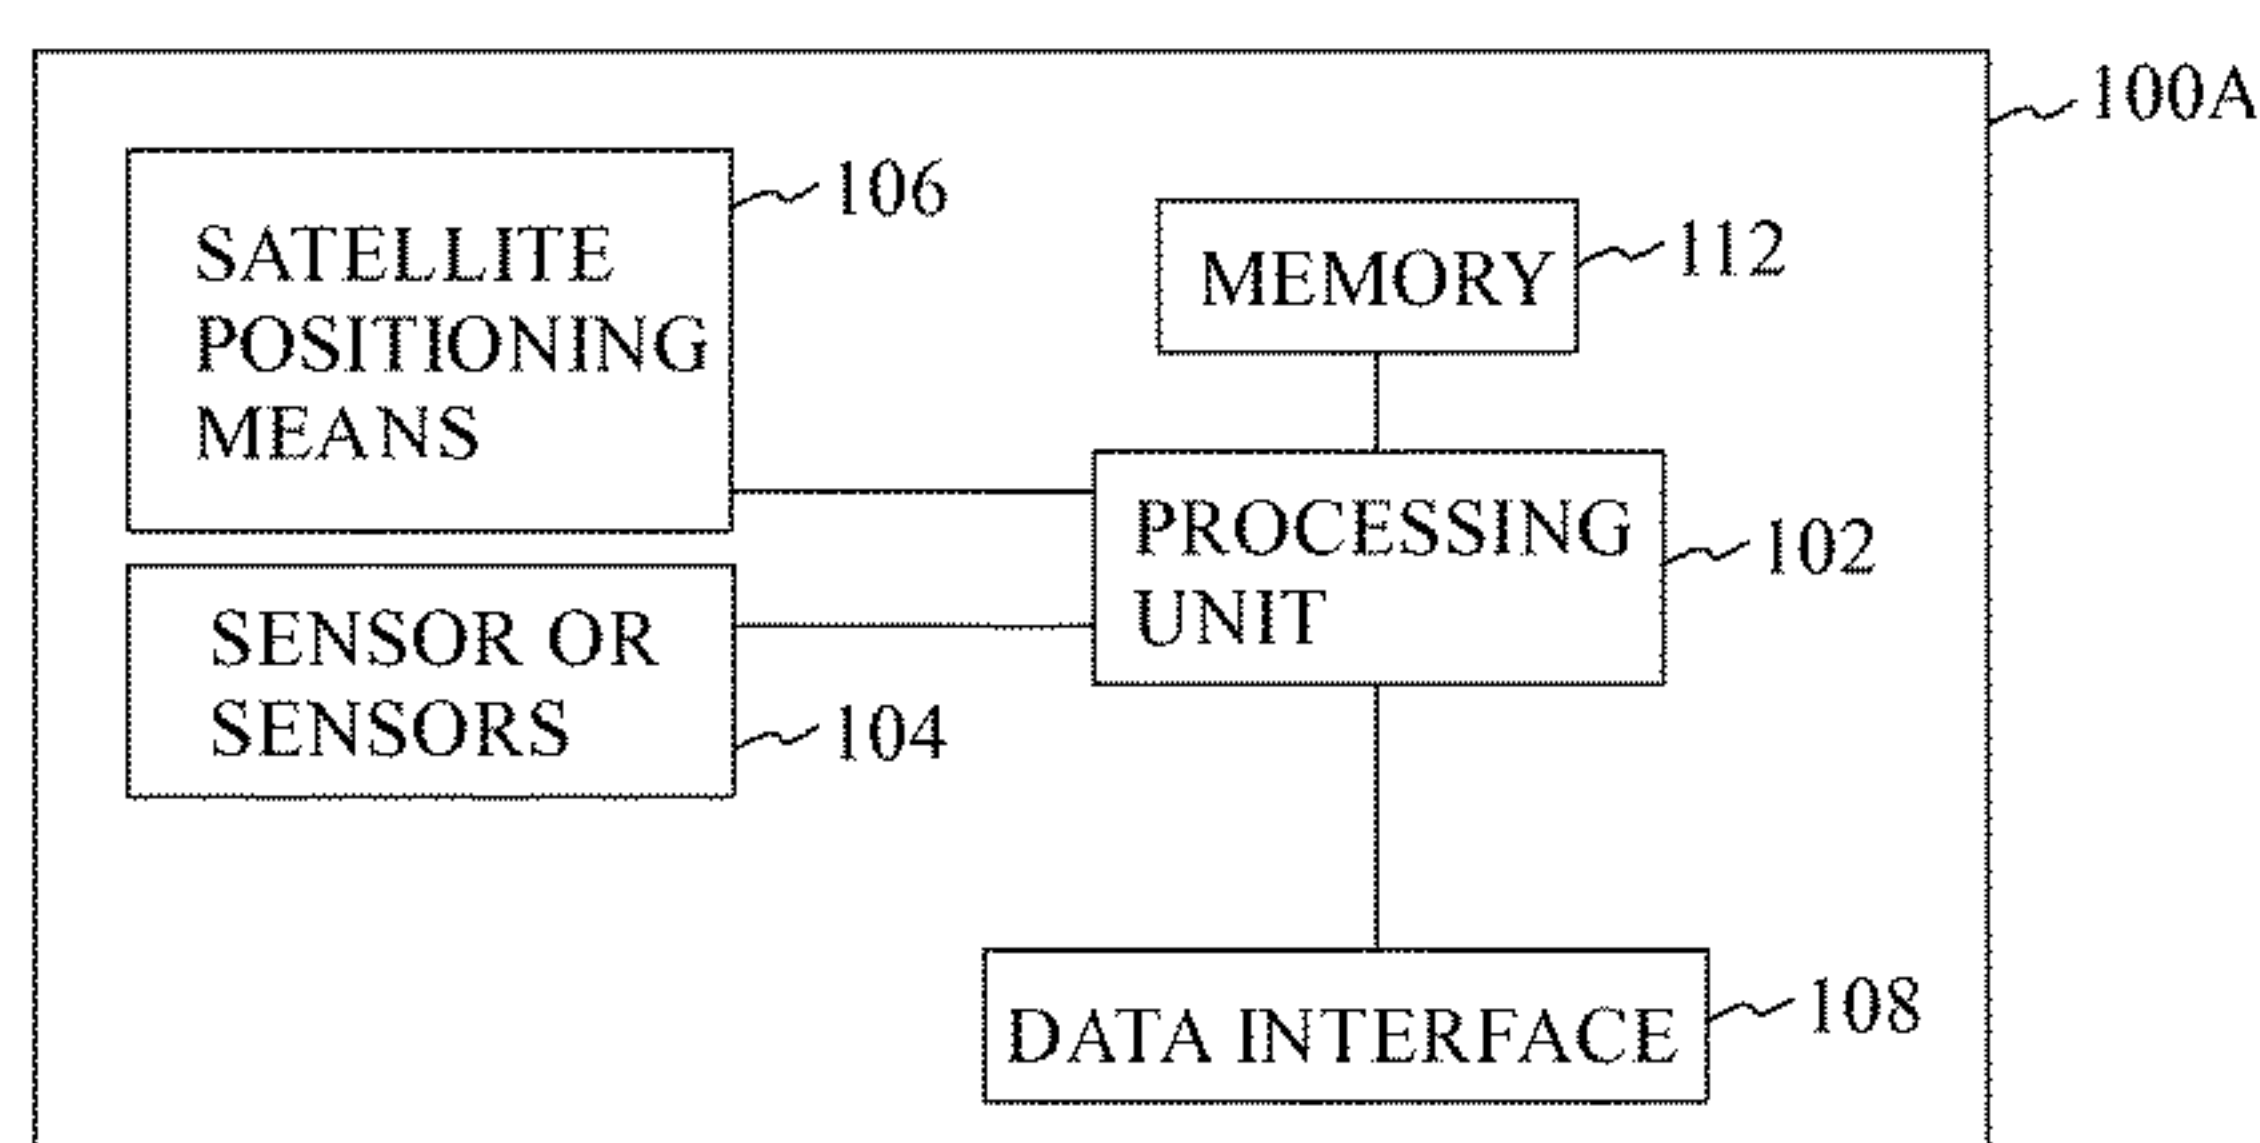 100A
106
SATELLITE
POSITIONING
MEANS
MEMORY
112
PROCESSING
UNIT
102
SENSOR OR
SENSORS
104
DATA INTERFACE
108